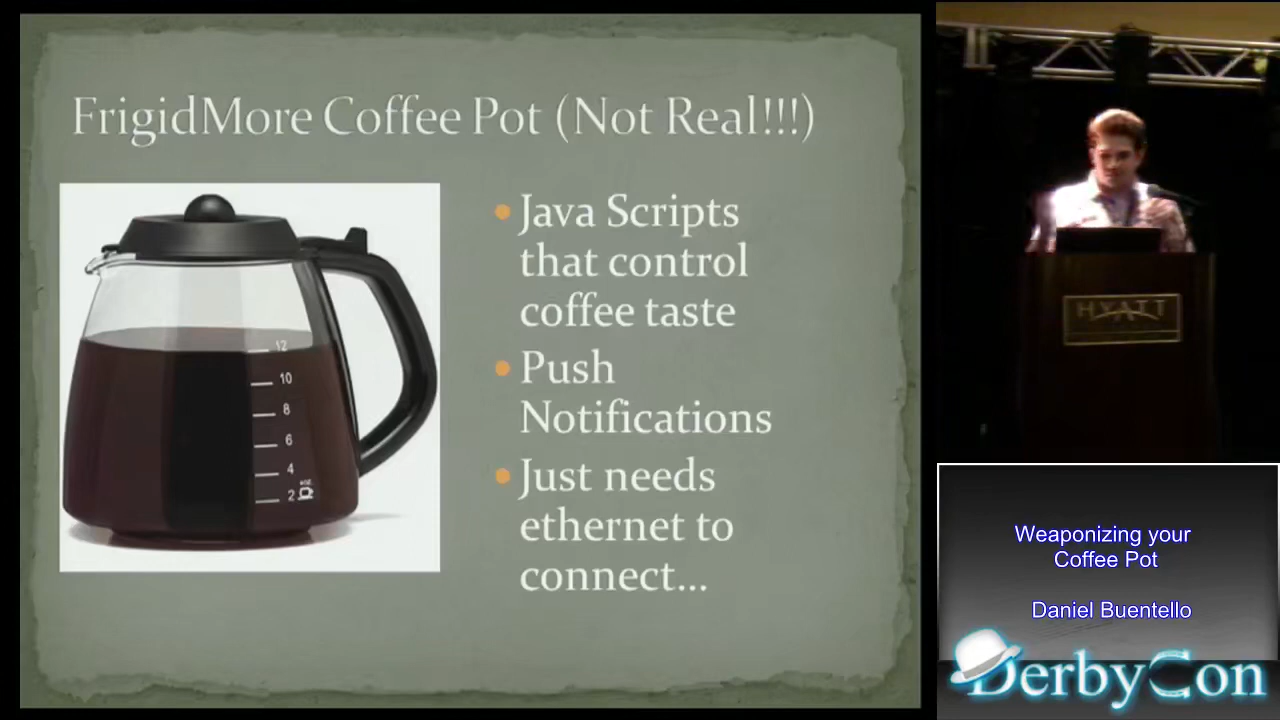 FrigidMore Coffee Pot (Not Real!!!)
12
10
8
6
4
2
Java Scripts
that control
coffee taste
Push
Notifications
Just needs
ethernet to
connect...
HYATT
Weaponizing your
Coffee Pot
Daniel Buentello
DerbyCon